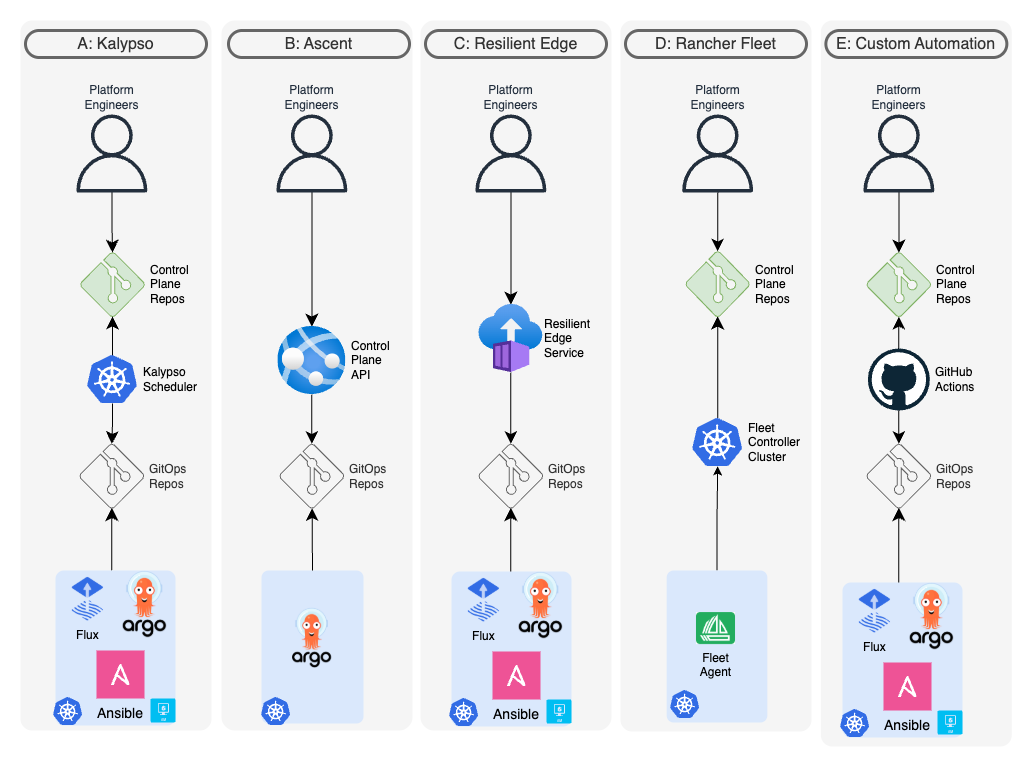 A: Kalypso
Platform
Engineers
Control
Plane
Repos
Kalypso
Scheduler
GitOps
Repos
Flux
argo
Ansible
B: Ascent
Platform
Engineers
Control
Plane
API
GitOps
Repos
argo
C: Resilient Edge
Platform
Engineers
Resilient
Edge
Service
GitOps
Repos
Flux
argo
Ansible
D: Rancher Fleet
Platform
Engineers
Control
Plane
Repos
Fleet
Controller
Cluster
Fleet
Agent
E: Custom Automation
Platform
Engineers
Control
Plane
Repos
GitHub
Actions
GitOps
Repos
Flux
argo
Ansible